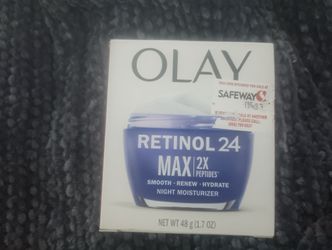 OLAY
SAFEWAY
RETINOL 24
MAX 2X
PEPTIDES
SMOOTH · RENEW · HYDRATE
NIGHT MOISTURIZER
NET WT 48 g (1.7 OZ)